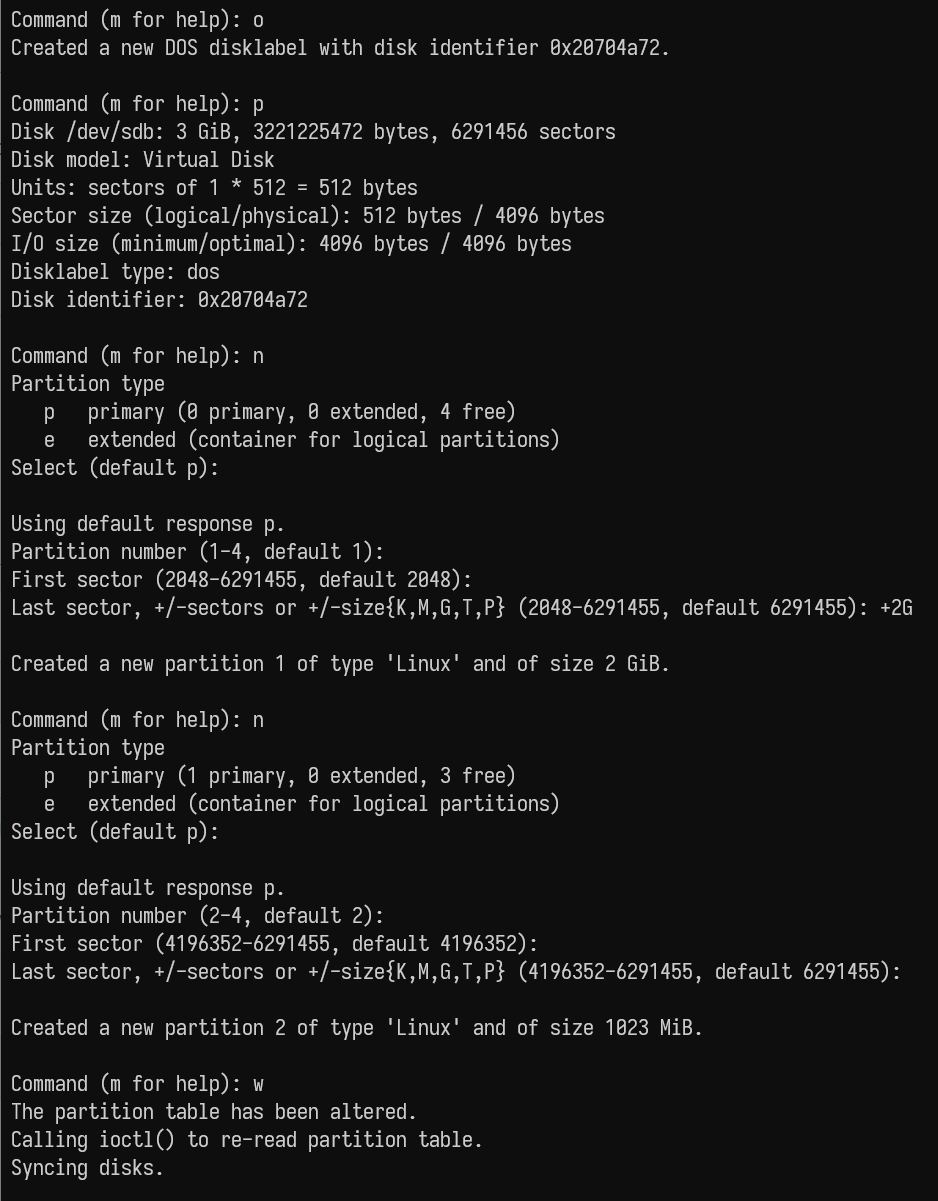 Command (m for help): o
Created a new DOS disklabel with disk identifier 0x20704a72.
Command (m for help): p
Disk /dev/sdb: 3 GiB, 3221225472 bytes, 6291456 sectors
Disk model: Virtual Disk
Units: sectors of 1 * 512 = 512 bytes
Sector size (logical/physical): 512 bytes / 4096 bytes
I/O size (minimum/optimal): 4096 bytes / 4096 bytes
Disklabel type: dos
Disk identifier: 0x20704a72
Command (m for help): n
Partition type
   p   primary (0 primary, 0 extended, 4 free)
   e   extended (container for logical partitions)
Select (default p):
Using default response p.
Partition number (1-4, default 1):
First sector (2048-6291455, default 2048):
Last sector, +/-sectors or +/-size{K,M,G,T,P} (2048-6291455, default 6291455): +2G
Created a new partition 1 of type 'Linux' and of size 2 GiB.
Command (m for help): n
Partition type
   p   primary (1 primary, 0 extended, 3 free)
   e   extended (container for logical partitions)
Select (default p):
Using default response p.
Partition number (2-4, default 2):
First sector (4196352-6291455, default 4196352):
Last sector, +/-sectors or +/-size{K,M,G,T,P} (4196352-6291455, default 6291455):
Created a new partition 2 of type 'Linux' and of size 1023 MiB.
Command (m for help): w
The partition table has been altered.
Calling ioctl() to re-read partition table.
Syncing disks.